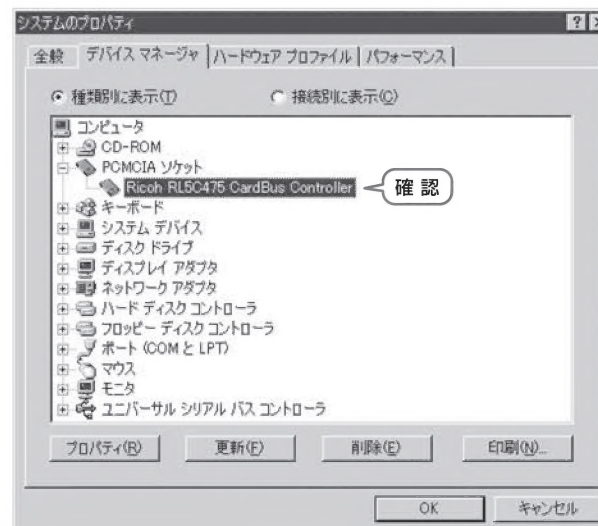 システムのプロパティ
全般 デバイス マネージャ ハードウェア プロファイル パフォーマンス
種類別に表示(T) 接続別に表示(C)
コンピュータ
CD-ROM
PCMCIA ソケット
Ricoh RL5C475 CardBus Controller 確認
キーボード
システム デバイス
ディスク ドライブ
ディスプレイ アダプタ
ネットワーク アダプタ
ハード ディスク コントローラ
フロッピー ディスク コントローラ
ポート (COM と LPT)
マウス
モニタ
ユニバーサル シリアル バス コントローラ
プロパティ(R) 更新(F) 削除(E) 印刷(N)...
OK キャンセル